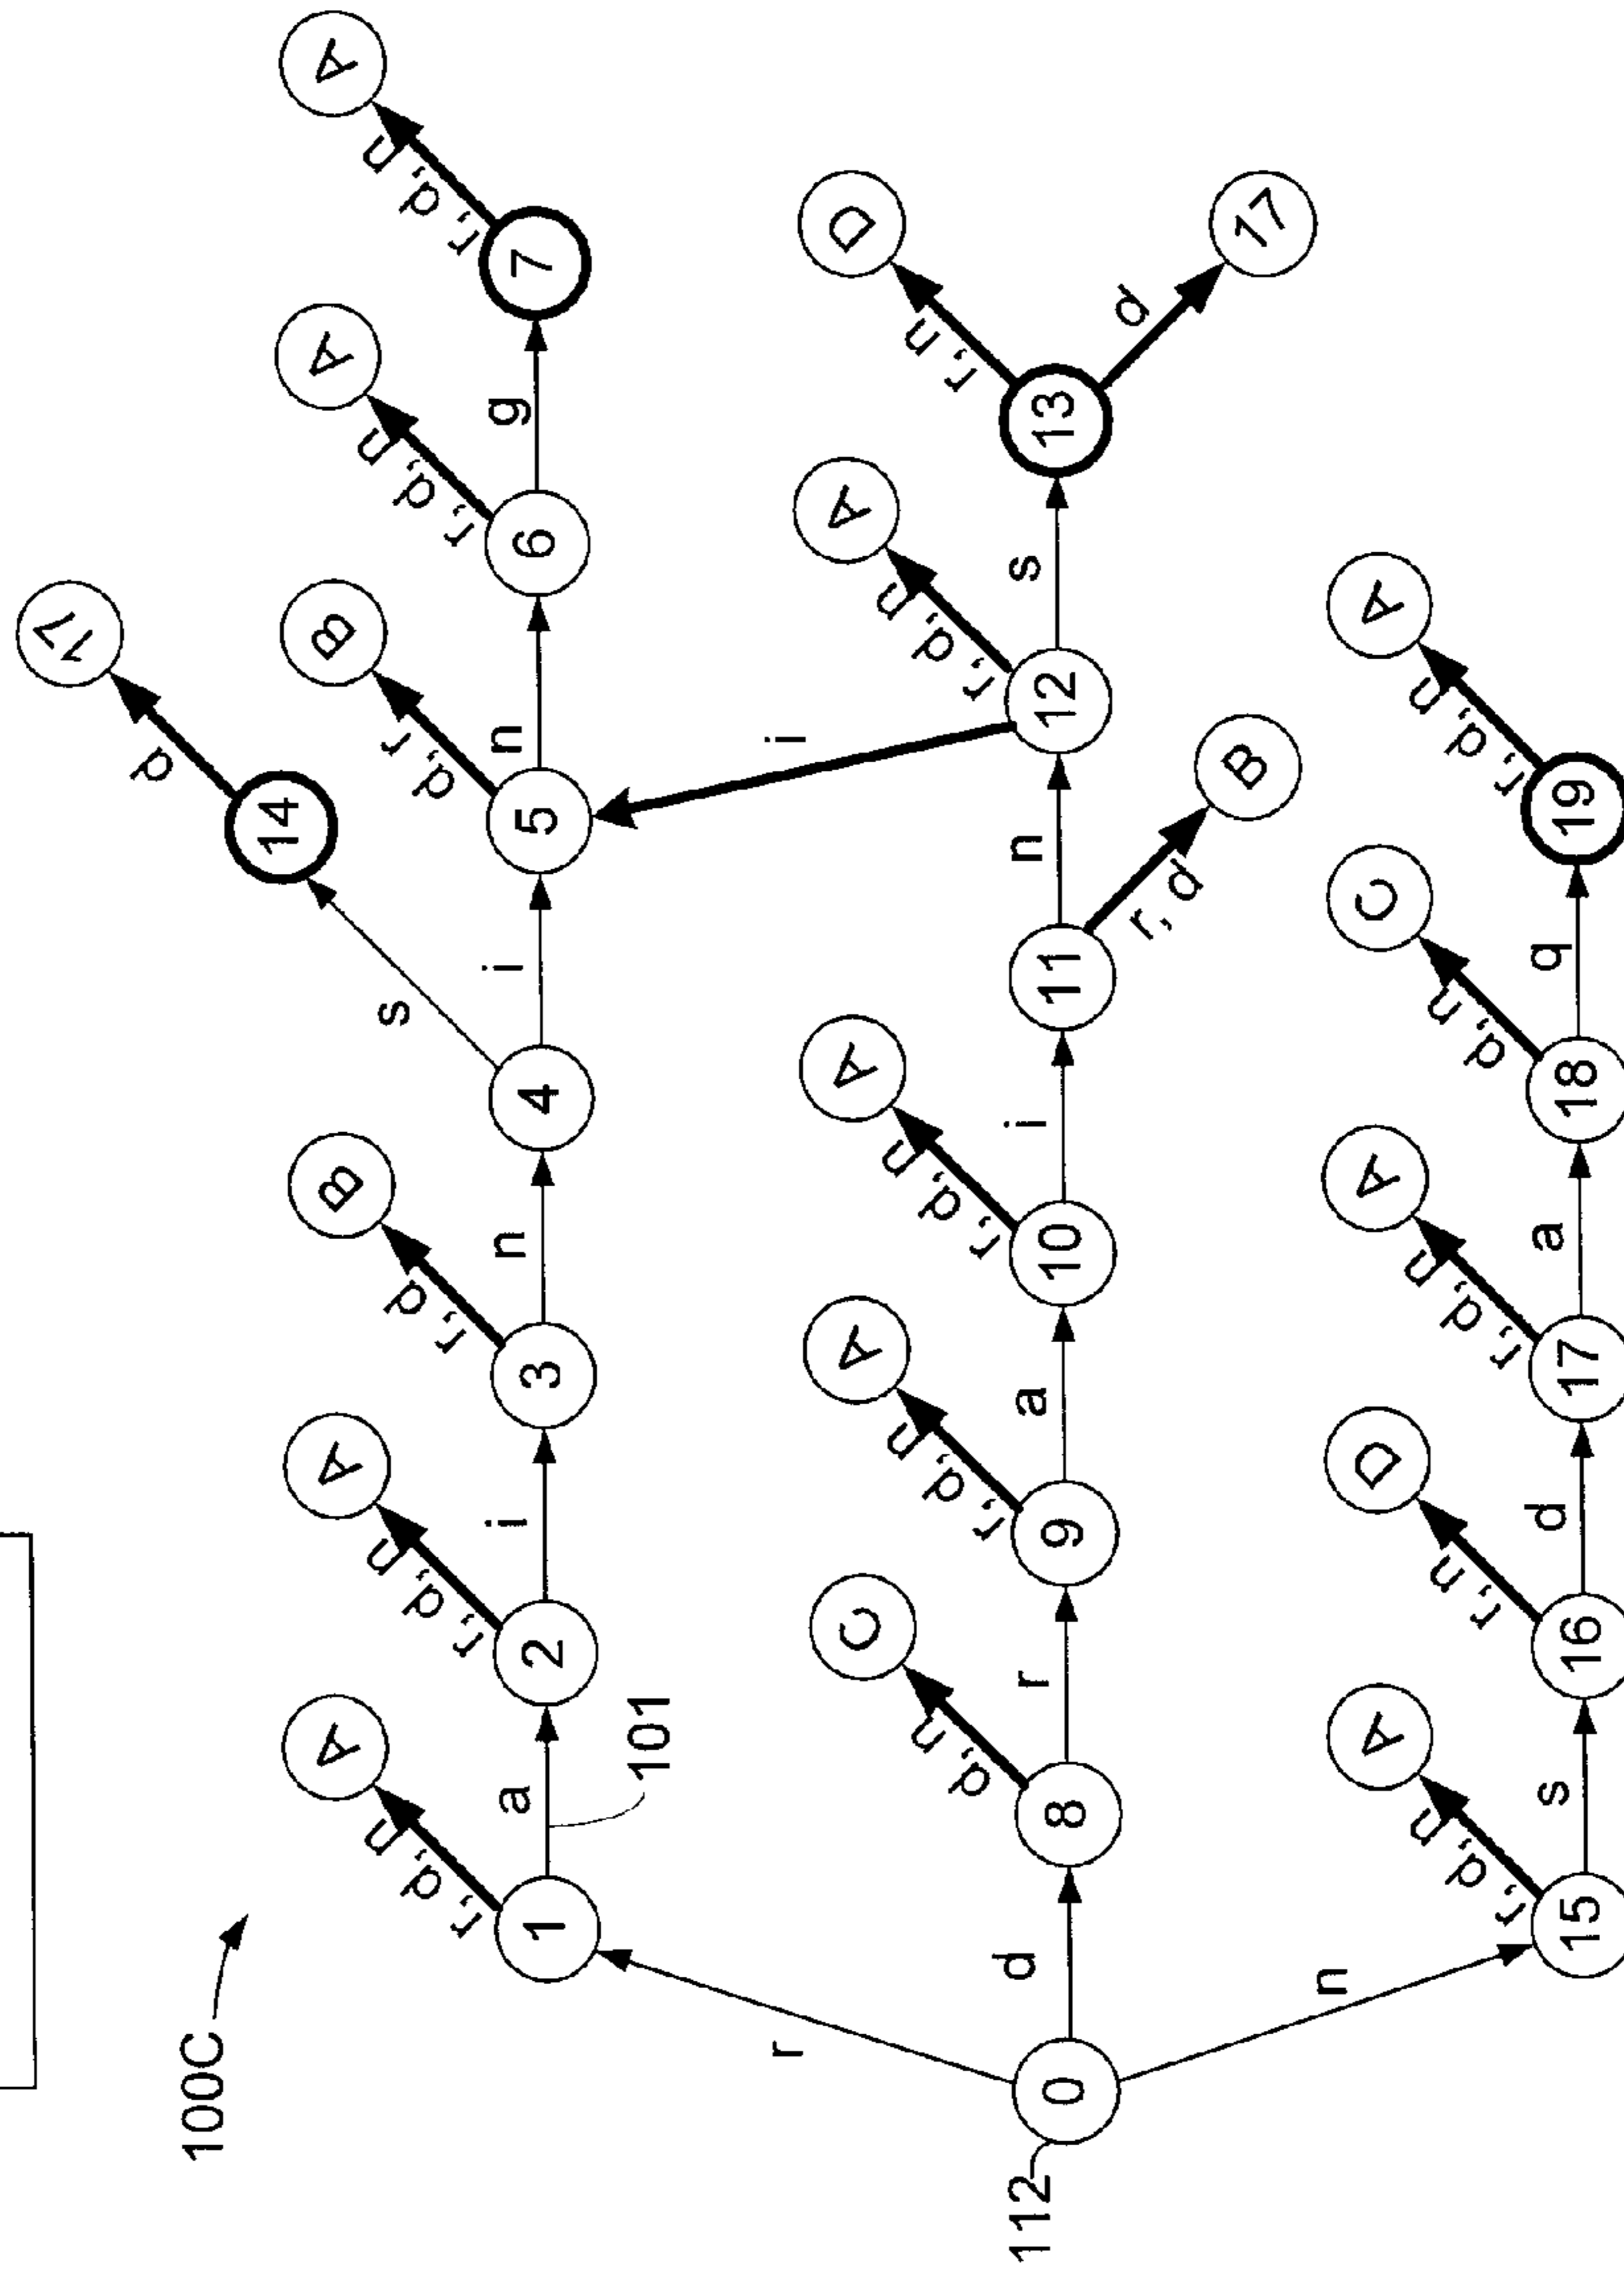 17
d
100C
14
A A B B A A
r, d, n r, d, n r, d s d, r r, d, n r, d, n
a i n i n g
1 2 3 4 5 6 7
101
r i
C A A A A D
d, n r, d, n r, d, n r, d, n r, n
d r a i n s
112 0 8 9 10 11 12 13
r, d d
B 17
n
A D A C A
r, d, n r, n r, d, n d, n r, d, n
s d a q
15 16 17 18 19